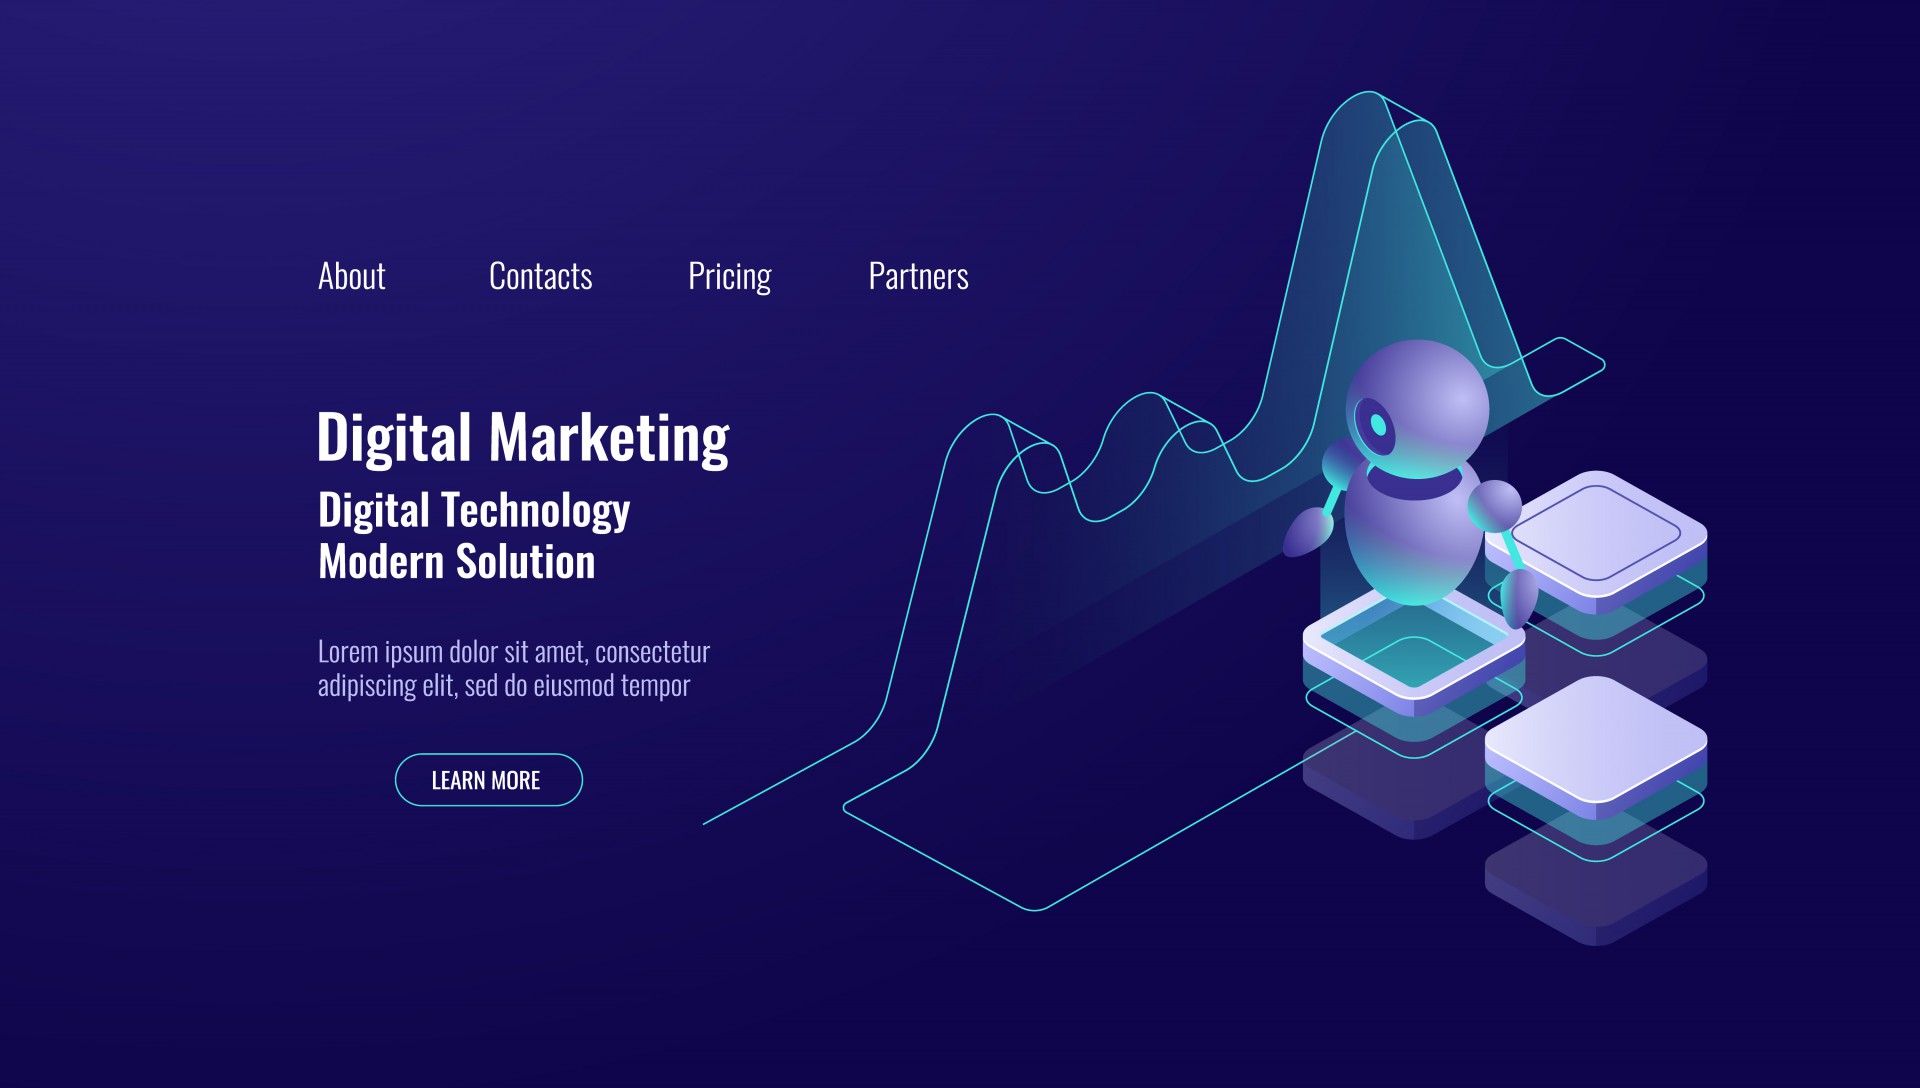 About Contacts Pricing Partners
Digital Marketing
Digital Technology
Modern Solution
Lorem ipsum dolor sit amet, consectetur
adipiscing elit, sed do eiusmod tempor
LEARN MORE